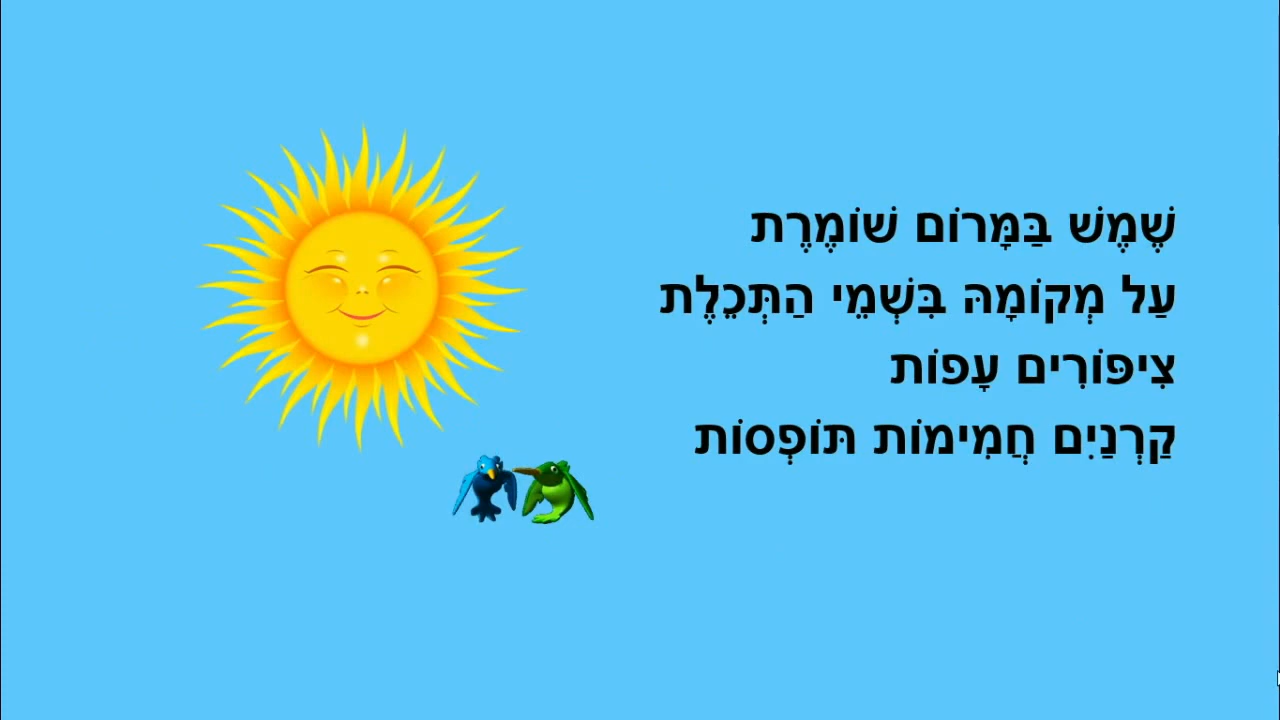 שֶׁמֶשׁ בַּמָּרוֹם שׁוֹמֶרֶת
עַל מְקוֹמָהּ בִּשְׁמֵי הַתְּכֵלֶת
צִיפּוֹרִים עָפוֹת
קַרְנַיִם חֲמִימוֹת תּוֹפְסוֹת